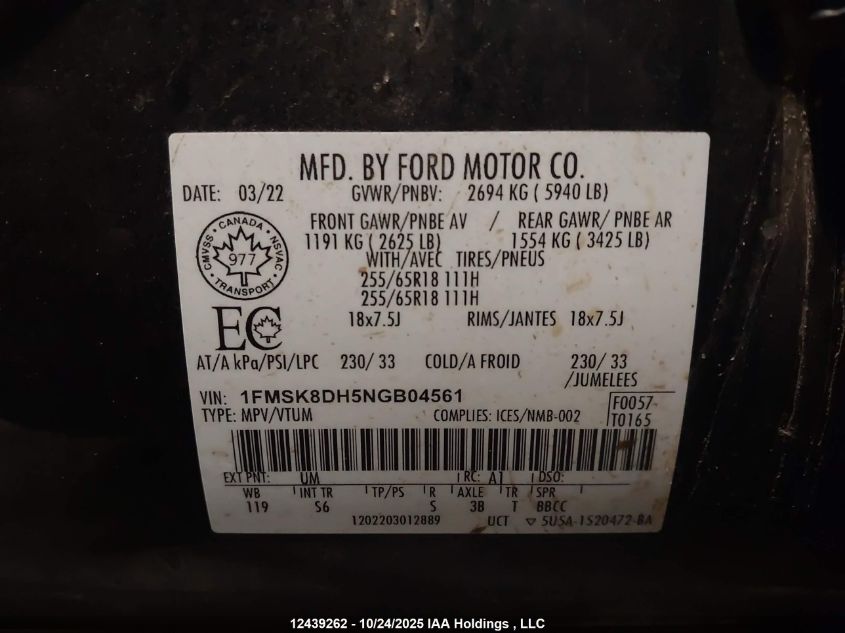 MFD. BY FORD MOTOR CO.
DATE: 03/22 GVWR/PNBV: 2694 KG ( 5940 LB)
FRONT GAWR/PNBE AV / REAR GAWR/ PNBE AR
1191 KG ( 2625 LB) 1554 KG ( 3425 LB)
WITH/AVEC TIRES/PNEUS
255/65R18 111H
255/65R18 111H
18x7.5J RIMS/JANTES 18x7.5J
CANADA
CMVSS NSVAC
977
TRANSPORT
EC
AT/A kPa/PSI/LPC 230/ 33 COLD/A FROID 230/ 33
/JUMELEES
VIN: 1FMSK8DH5NGB04561
TYPE: MPV/VTUM COMPLIES: ICES/NMB-002
F0057-
T0165
EXT PNT: UM RC: A1 DSO:
WB INT TR TP/PS R AXLE TR SPR
119 S6 S 3B T BBCC
1202203012889 UCT ▽ 5U5A-1520472-BA
12439262 - 10/24/2025 IAA Holdings , LLC